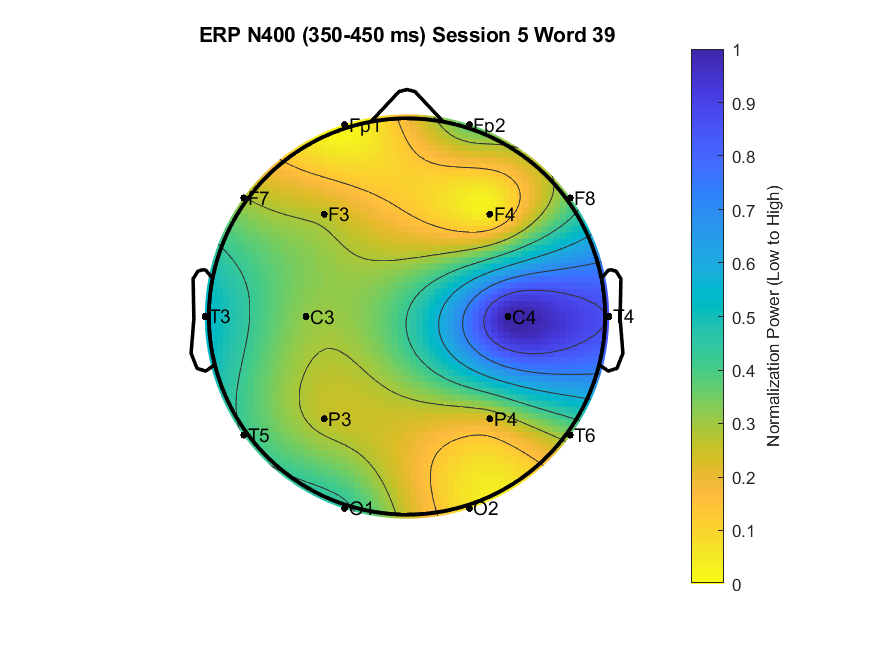 ERP N400 (350-450 ms) Session 5 Word 39
Fp1
Fp2
F7
F3
F4
F8
T3
C3
C4
T4
T5
P3
P4
T6
O1
O2
1
0.9
0.8
0.7
0.6
0.5
0.4
0.3
0.2
0.1
0
Normalization Power (Low to High)